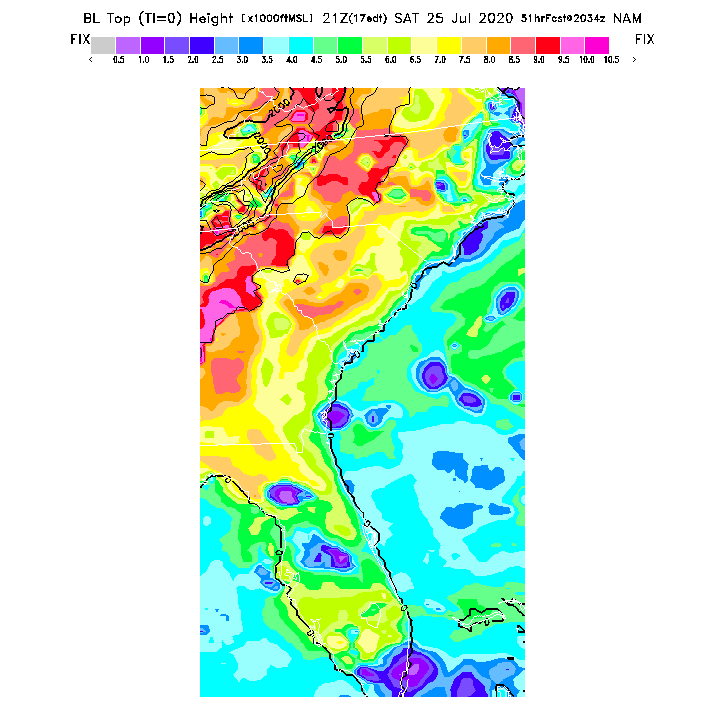 BL Top (TI=0) Height [x1000ftMSL] 21Z(17edt) SAT 25 Jul 2020 51hrFcst@2034z NAM
FIX FIX
< 0.5 1.0 1.5 2.0 2.5 3.0 3.5 4.0 4.5 5.0 5.5 6.0 6.5 7.0 7.5 8.0 8.5 9.0 9.5 10.0 10.5 >
2000
2000